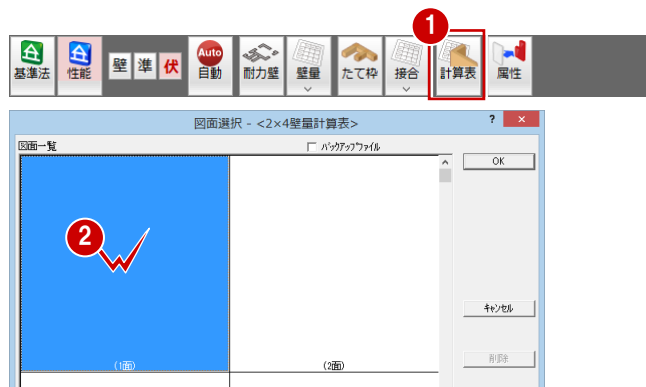 1
基準法 性能 壁 準 伏 Auto 自動 耐力壁 壁量 たて枠 接合 計算表 属性
図面選択 - <2×4壁量計算表> ? ×
図面一覧 バックアップファイル
OK
2
キャンセル
(1面) (2面) 削除